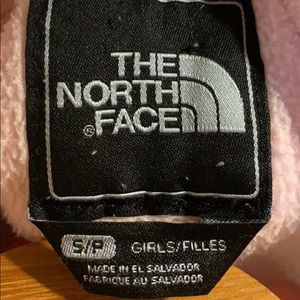 THE
NORTH
FACE
®
S/P GIRLS/FILLES
MADE IN EL SALVADOR
FABRIQUE AU SALVADOR